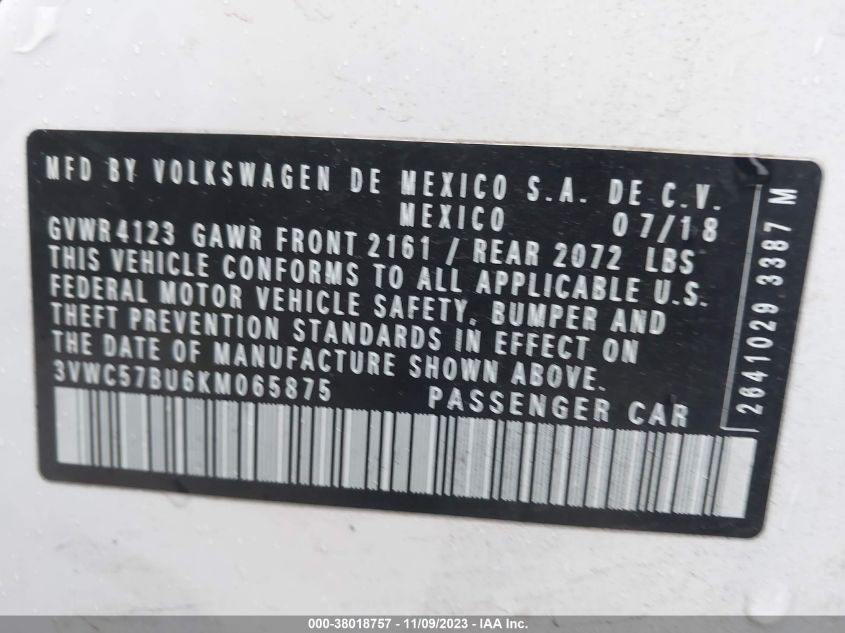 MFD BY VOLKSWAGEN DE MEXICO S.A. DE C.V.
MEXICO 07/18
GVWR 4123 GAWR FRONT 2161 / REAR 2072 LBS
THIS VEHICLE CONFORMS TO ALL APPLICABLE U.S.
FEDERAL MOTOR VEHICLE SAFETY, BUMPER AND
THEFT PREVENTION STANDARDS IN EFFECT ON
THE DATE OF MANUFACTURE SHOWN ABOVE.
3VWC57BU6KM065875 PASSENGER CAR
2641029 3387 M
000-38018757 - 11/09/2023 - IAA Inc.